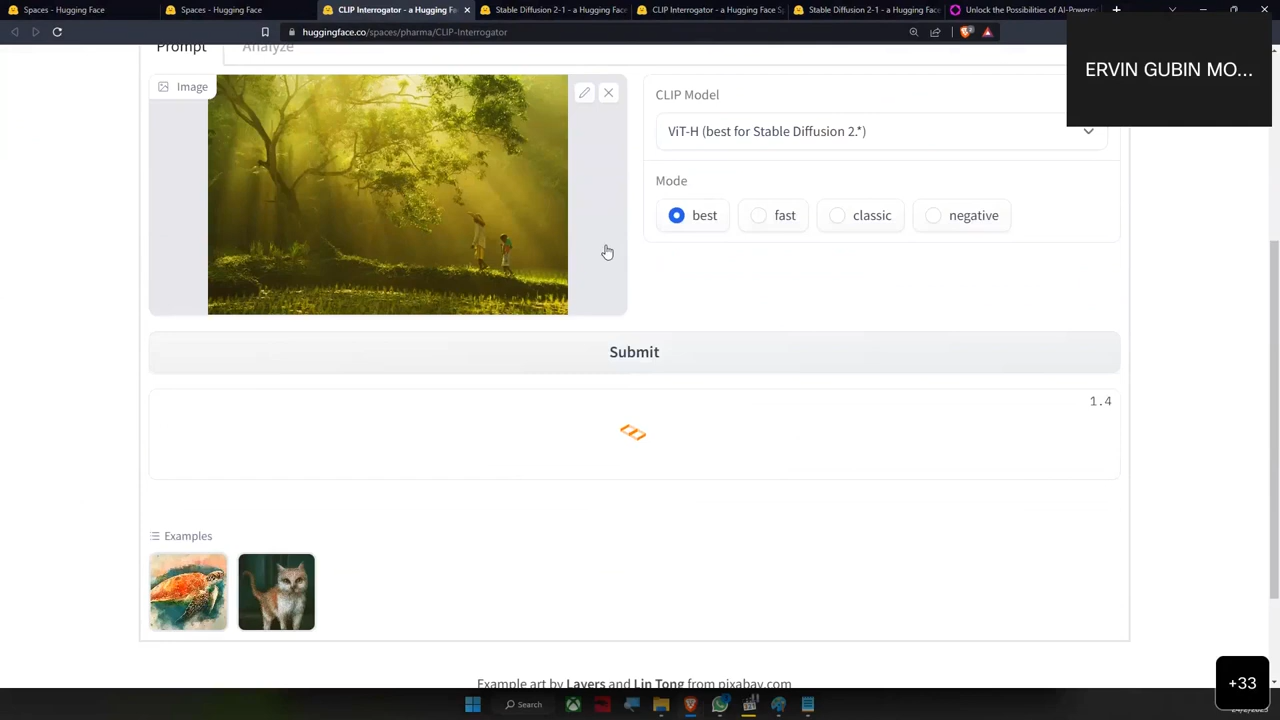 Spaces - Hugging Face
Spaces - Hugging Face
CLIP Interrogator - a Hugging F
Stable Diffusion 2-1 - a Hugging Face
CLIP Interrogator - a Hugging Face Sp
Stable Diffusion 2-1 - a Hugging Face
Unlock the Possibilities of AI-Power
huggingface.co/spaces/pharma/CLIP-Interrogator
ERVIN GUBIN MO...
Prompt
Analyze
Image
CLIP Model
ViT-H (best for Stable Diffusion 2.*)
Mode
best
fast
classic
negative
Submit
1.4
Examples
Example art by Layers and Lin Tong from pixabay.com
+33
Search